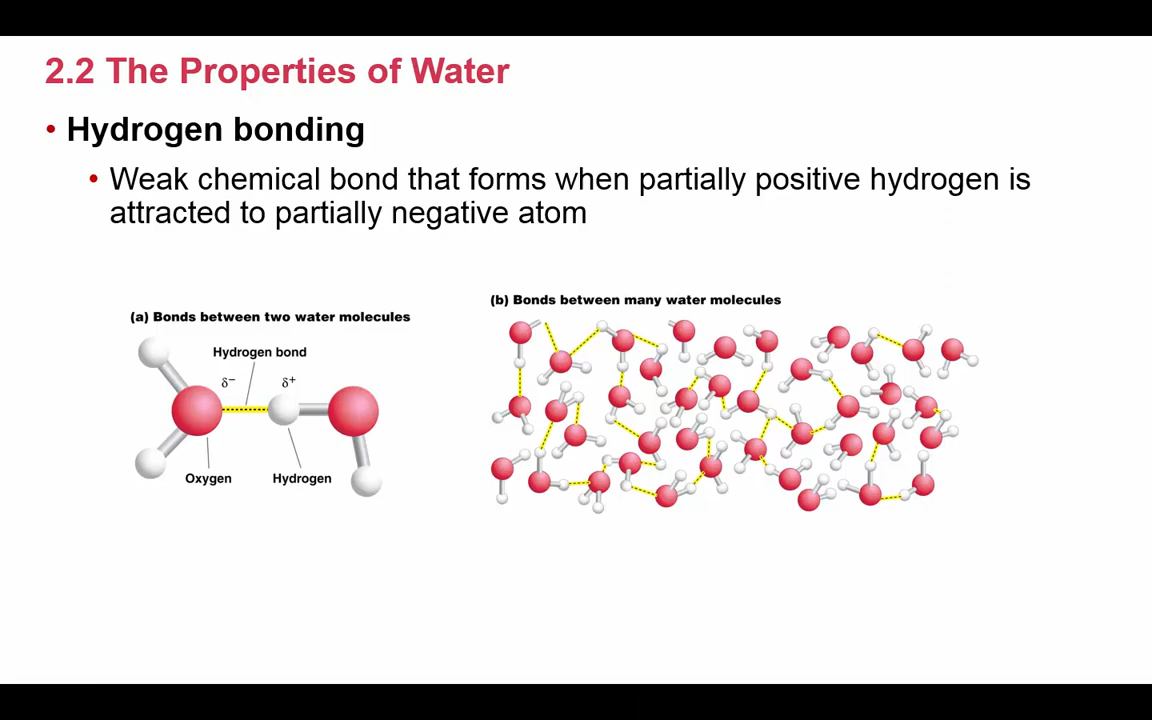 2.2 The Properties of Water
• Hydrogen bonding
• Weak chemical bond that forms when partially positive hydrogen is
attracted to partially negative atom
(a) Bonds between two water molecules
Hydrogen bond
δ⁻ δ⁺
Oxygen Hydrogen
(b) Bonds between many water molecules